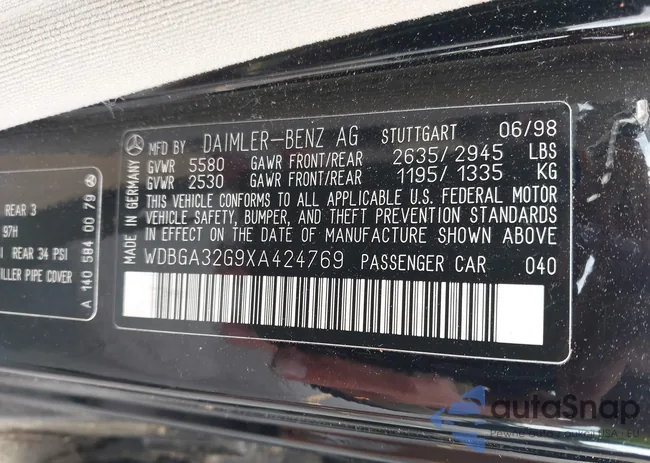 REAR 3
97H
REAR 34 PSI
ILLER PIPE COVER
A 140 584 00 79
MADE IN GERMANY
MFD BY DAIMLER-BENZ AG STUTTGART 06/98
GVWR 5580 GAWR FRONT/REAR 2635/2945 LBS
GVWR 2530 GAWR FRONT/REAR 1195/1335 KG
THIS VEHICLE CONFORMS TO ALL APPLICABLE U.S. FEDERAL MOTOR
VEHICLE SAFETY, BUMPER, AND THEFT PREVENTION STANDARDS
IN EFFECT ON THE DATE OF MANUFACTURE SHOWN ABOVE
WDBGA32G9XA424769 PASSENGER CAR 040
autoSnap